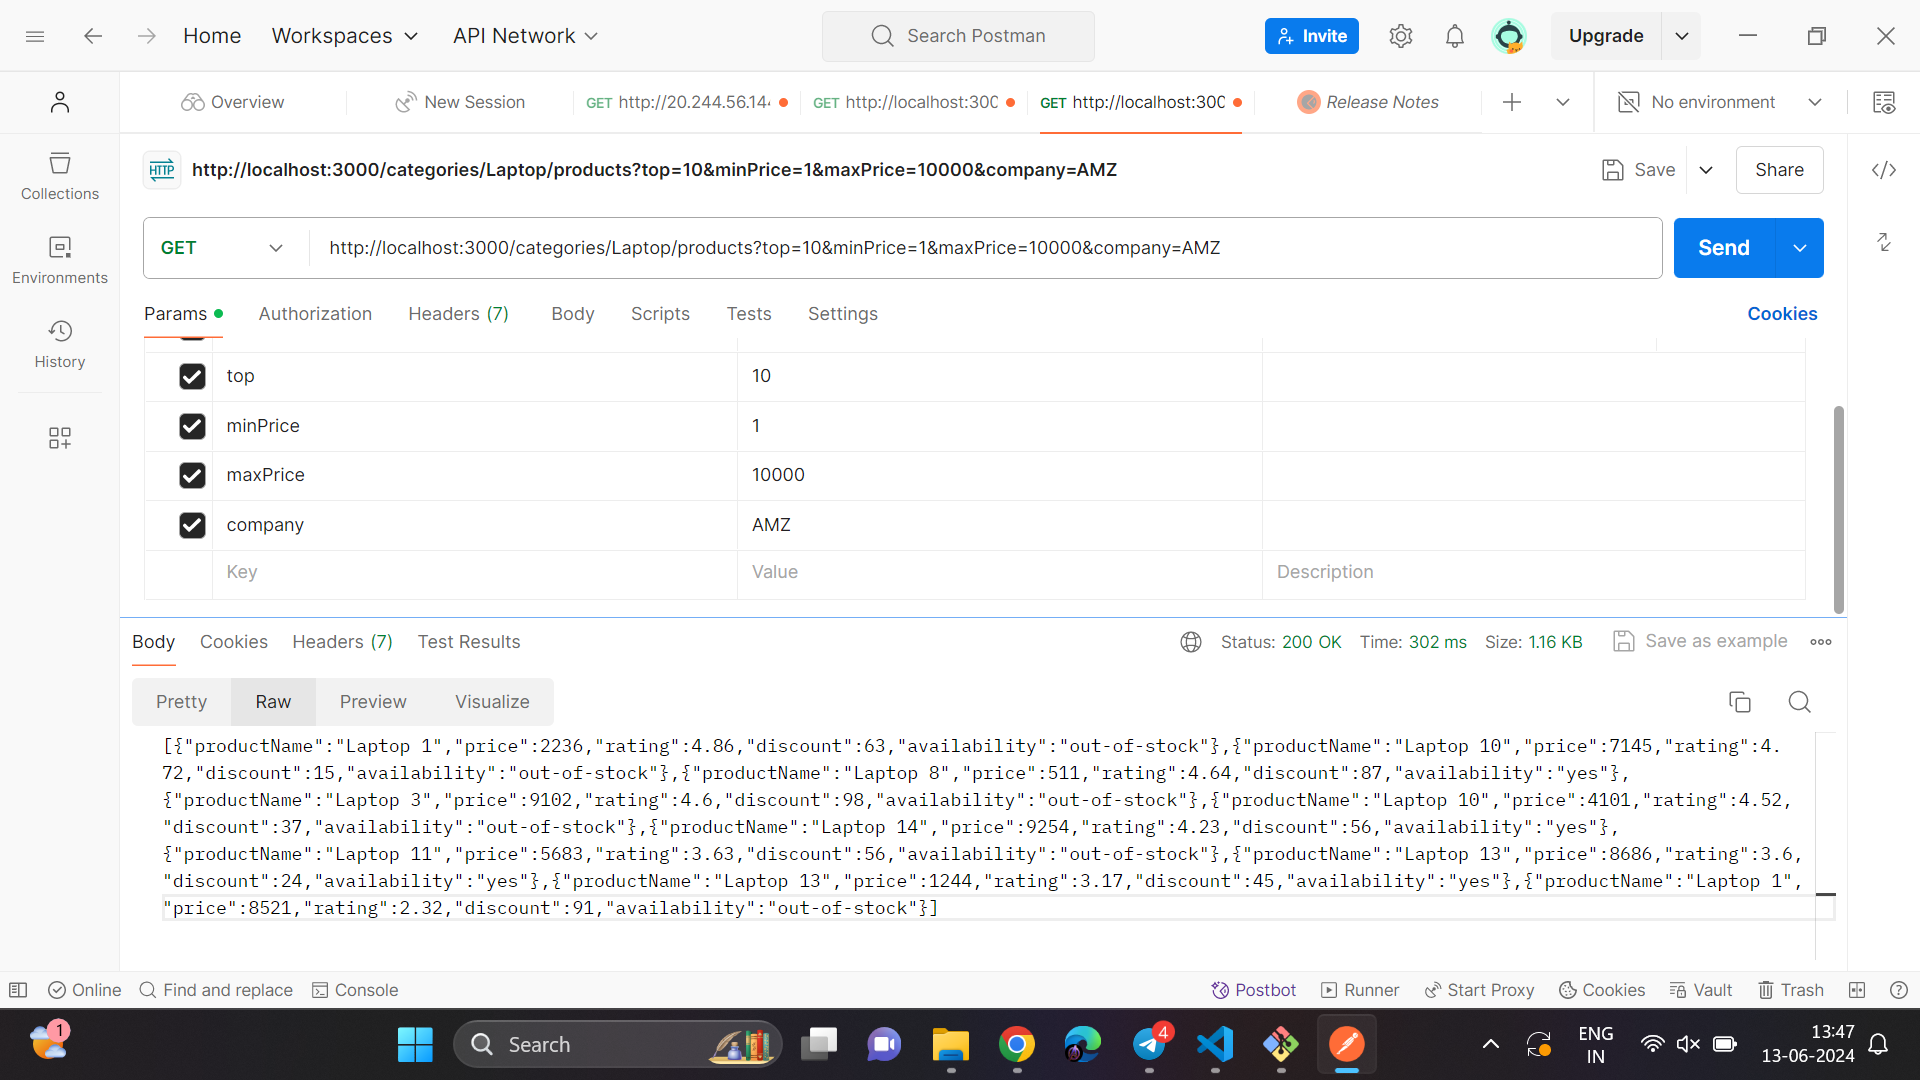 Home Workspaces API Network Search Postman Invite Upgrade
Overview New Session GET http://20.244.56.14 GET http://localhost:300 GET http://localhost:300 Release Notes No environment
HTTP http://localhost:3000/categories/Laptop/products?top=10&minPrice=1&maxPrice=10000&company=AMZ Save Share
Collections
GET http://localhost:3000/categories/Laptop/products?top=10&minPrice=1&maxPrice=10000&company=AMZ Send
Environments
Params Authorization Headers (7) Body Scripts Tests Settings Cookies
History
top 10
minPrice 1
maxPrice 10000
company AMZ
Key Value Description
Body Cookies Headers (7) Test Results Status: 200 OK Time: 302 ms Size: 1.16 KB Save as example
Pretty Raw Preview Visualize
[{"productName":"Laptop 1","price":2236,"rating":4.86,"discount":63,"availability":"out-of-stock"},{"productName":"Laptop 10","price":7145,"rating":4.
72,"discount":15,"availability":"out-of-stock"},{"productName":"Laptop 8","price":511,"rating":4.64,"discount":87,"availability":"yes"},
{"productName":"Laptop 3","price":9102,"rating":4.6,"discount":98,"availability":"out-of-stock"},{"productName":"Laptop 10","price":4101,"rating":4.52,
"discount":37,"availability":"out-of-stock"},{"productName":"Laptop 14","price":9254,"rating":4.23,"discount":56,"availability":"yes"},
{"productName":"Laptop 11","price":5683,"rating":3.63,"discount":56,"availability":"out-of-stock"},{"productName":"Laptop 13","price":8686,"rating":3.6,
"discount":24,"availability":"yes"},{"productName":"Laptop 13","price":1244,"rating":3.17,"discount":45,"availability":"yes"},{"productName":"Laptop 1",
"price":8521,"rating":2.32,"discount":91,"availability":"out-of-stock"}]
Online Find and replace Console Postbot Runner Start Proxy Cookies Vault Trash
1 Search 4 ENG 13:47
IN 13-06-2024